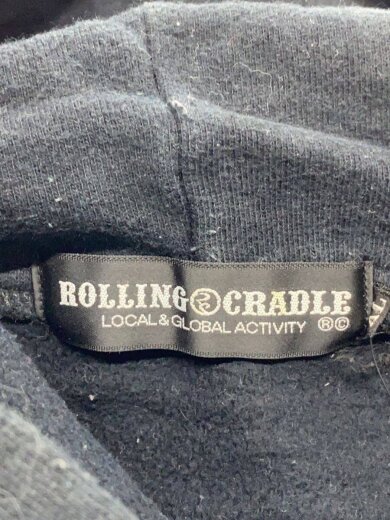 ROLLING CRADLE
LOCAL & GLOBAL ACTIVITY ®©